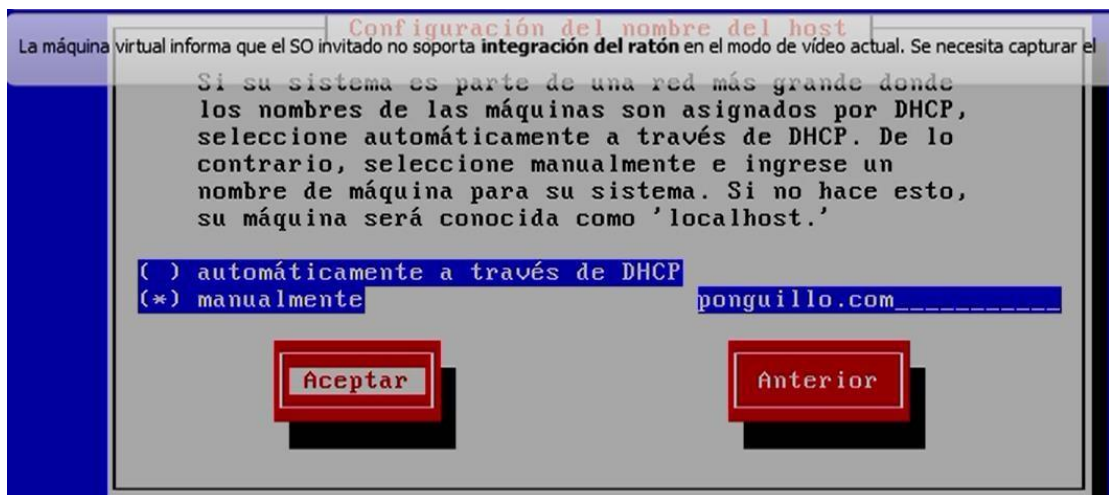 Configuración del nombre del host
La máquina virtual informa que el SO invitado no soporta integración del ratón en el modo de vídeo actual. Se necesita capturar el
Si su sistema es parte de una red más grande donde
los nombres de las máquinas son asignados por DHCP,
seleccione automáticamente a través de DHCP. De lo
contrario, seleccione manualmente e ingrese un
nombre de máquina para su sistema. Si no hace esto,
su máquina será conocida como 'localhost.'
( ) automáticamente a través de DHCP
(*) manualmente ponguillo.com___________
Aceptar Anterior